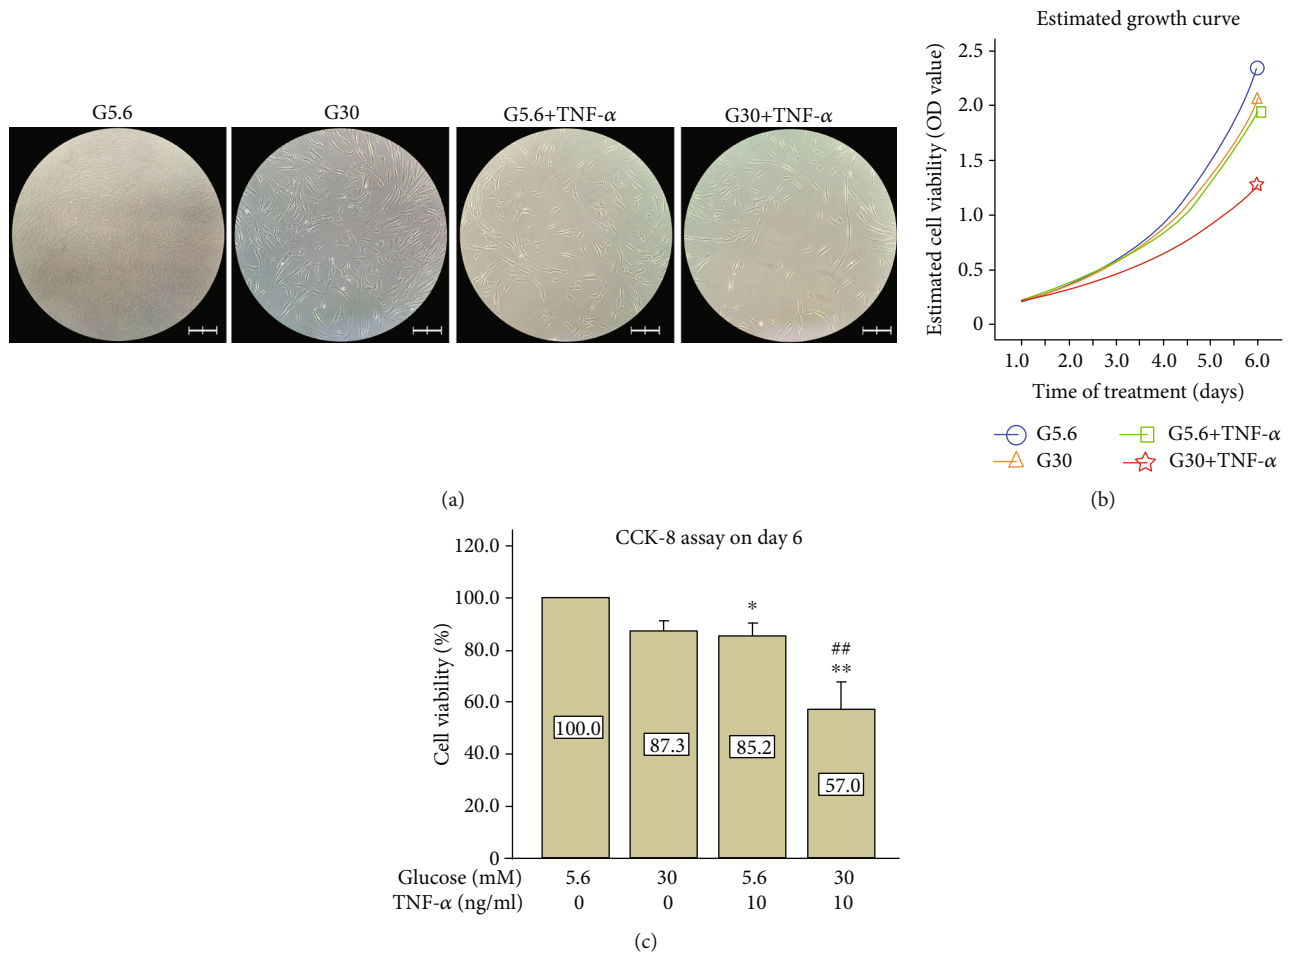 G5.6
G30
G5.6+TNF-α
G30+TNF-α
(a)
Estimated growth curve
Estimated cell viability (OD value)
2.5
2.0
1.5
1.0
0.5
0
1.0 2.0 3.0 4.0 5.0 6.0
Time of treatment (days)
G5.6 G5.6+TNF-α
G30 G30+TNF-α
(b)
CCK-8 assay on day 6
Cell viability (%)
120.0
100.0
80.0
60.0
40.0
20.0
0
*
##
**
100.0
87.3
85.2
57.0
Glucose (mM) 5.6 30 5.6 30
TNF-α (ng/ml) 0 0 10 10
(c)